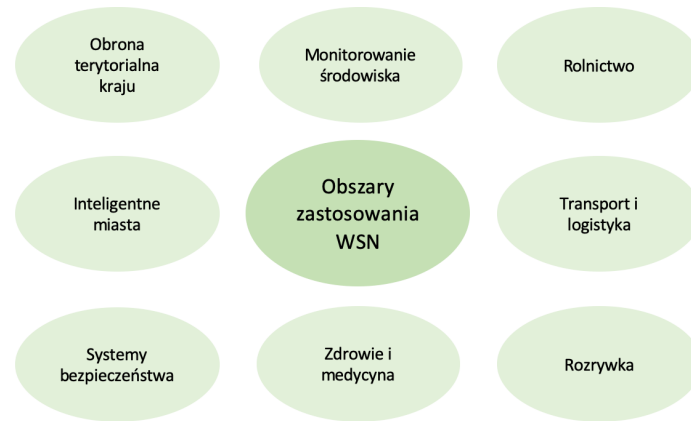 Obrona
terytorialna
kraju
Monitorowanie
środowiska
Rolnictwo
Inteligentne
miasta
Obszary
zastosowania
WSN
Transport i
logistyka
Systemy
bezpieczeństwa
Zdrowie i
medycyna
Rozrywka